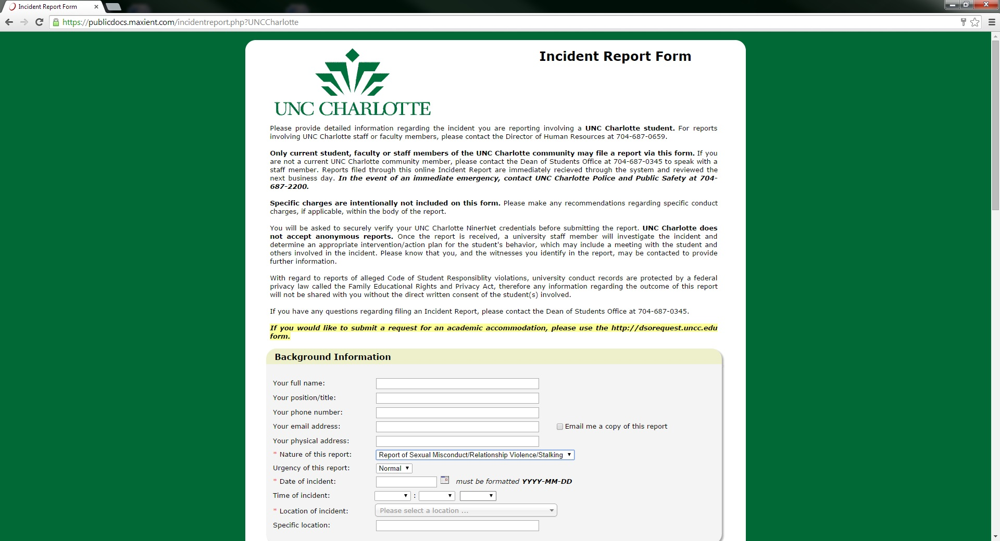 Incident Report Form
https://publicdocs.maxient.com/incidentreport.php?UNCCharlotte
UNC CHARLOTTE
Incident Report Form
Please provide detailed information regarding the incident you are reporting involving a UNC Charlotte student. For reports
involving UNC Charlotte staff or faculty members, please contact the Director of Human Resources at 704-687-0659.
Only current student, faculty or staff members of the UNC Charlotte community may file a report via this form. If you
are not a current UNC Charlotte community member, please contact the Dean of Students Office at 704-687-0345 to speak with a
staff member. Reports filed through this online Incident Report are immediately recieved through the system and reviewed the
next business day. In the event of an immediate emergency, contact UNC Charlotte Police and Public Safety at 704-
687-2200.
Specific charges are intentionally not included on this form. Please make any recommendations regarding specific conduct
charges, if applicable, within the body of the report.
You will be asked to securely verify your UNC Charlotte NinerNet credentials before submitting the report. UNC Charlotte does
not accept anonymous reports. Once the report is received, a university staff member will investigate the incident and
determine an appropriate intervention/action plan for the student's behavior, which may include a meeting with the student and
others involved in the incident. Please know that you, and the witnesses you identify in the report, may be contacted to provide
further information.
With regard to reports of alleged Code of Student Responsiblity violations, university conduct records are protected by a federal
privacy law called the Family Educational Rights and Privacy Act, therefore any information regarding the outcome of this report
will not be shared with you without the direct written consent of the student(s) involved.
If you have any questions regarding filing an Incident Report, please contact the Dean of Students Office at 704-687-0345.
If you would like to submit a request for an academic accommodation, please use the http://dsorequest.uncc.edu
form.
Background Information
Your full name:
Your position/title:
Your phone number:
Your email address: Email me a copy of this report
Your physical address:
* Nature of this report: Report of Sexual Misconduct/Relationship Violence/Stalking
Urgency of this report: Normal
* Date of incident: must be formatted YYYY-MM-DD
Time of incident: :
* Location of incident: Please select a location ...
Specific location: